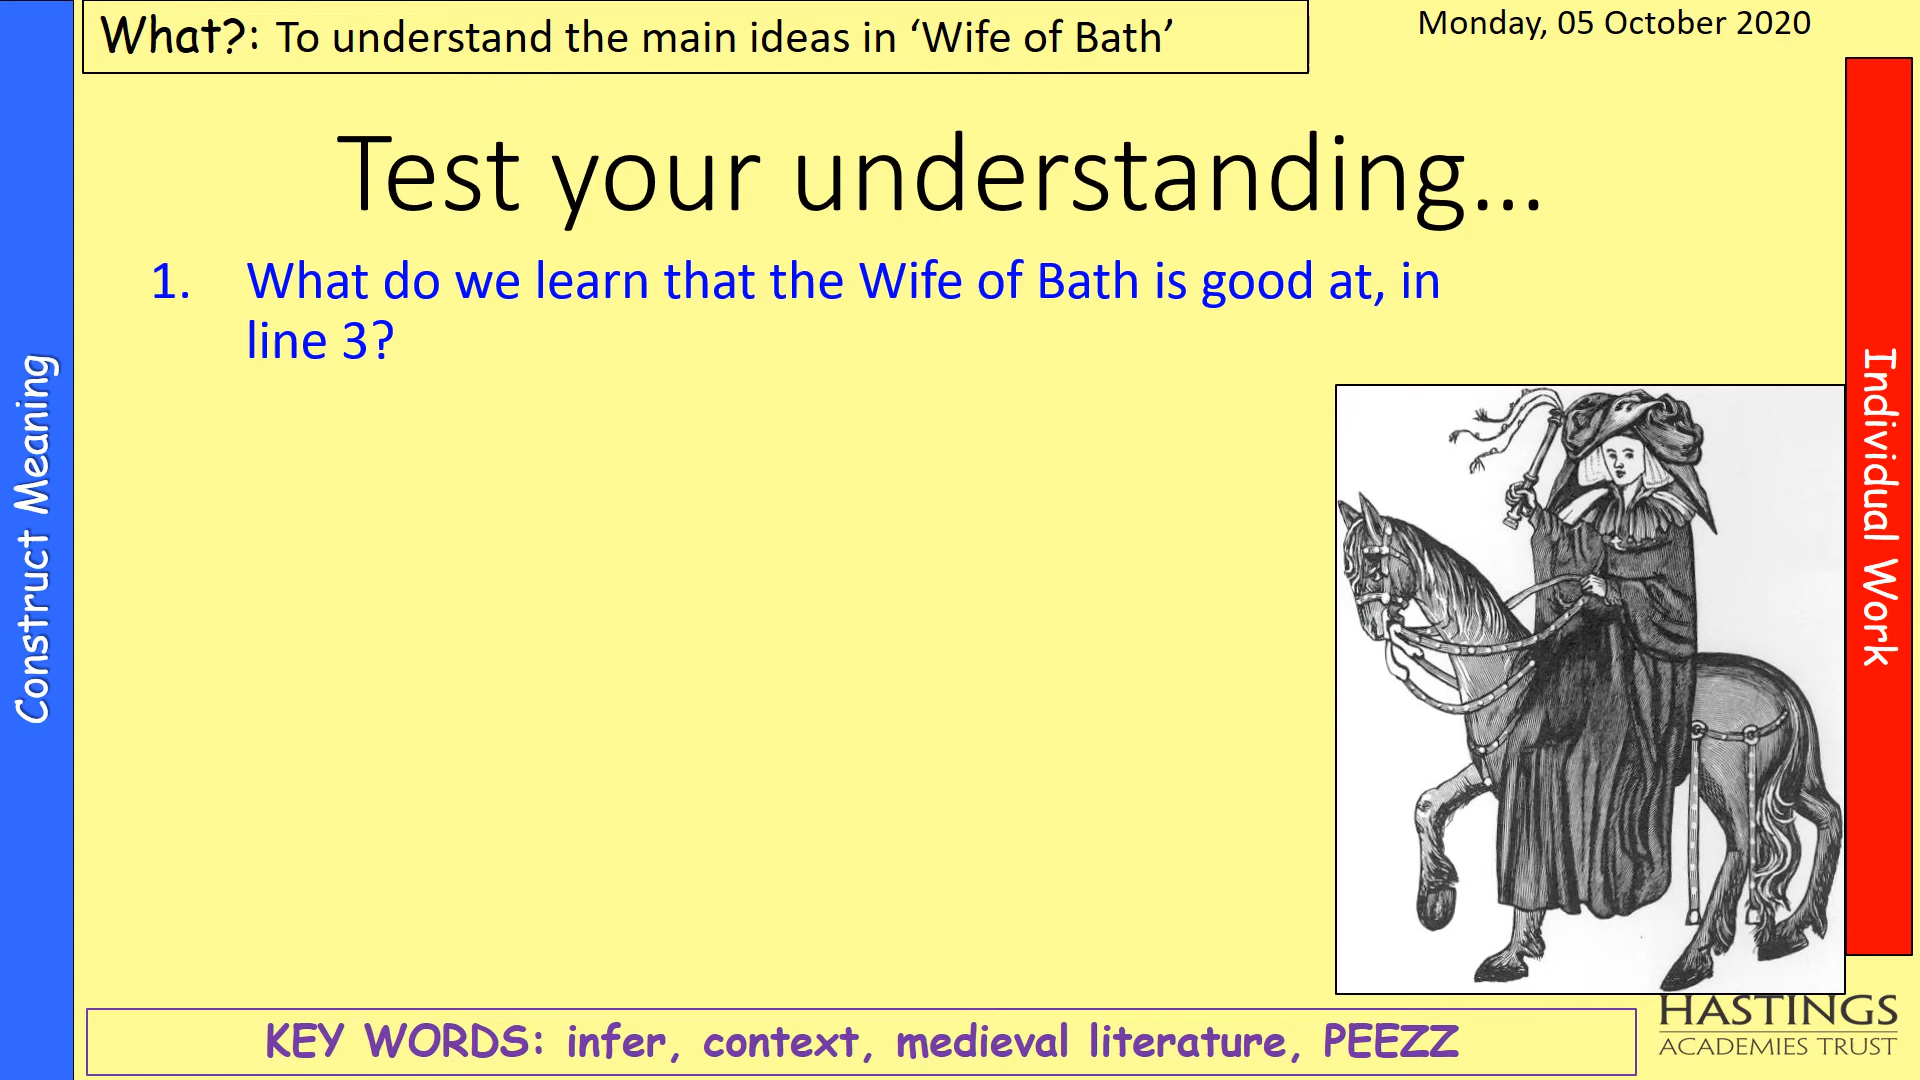 What?: To understand the main ideas in ‘Wife of Bath’
Monday, 05 October 2020
Construct Meaning
Test your understanding…
1. What do we learn that the Wife of Bath is good at, in
line 3?
Individual Work
KEY WORDS: infer, context, medieval literature, PEEZZ
HASTINGS
ACADEMIES TRUST